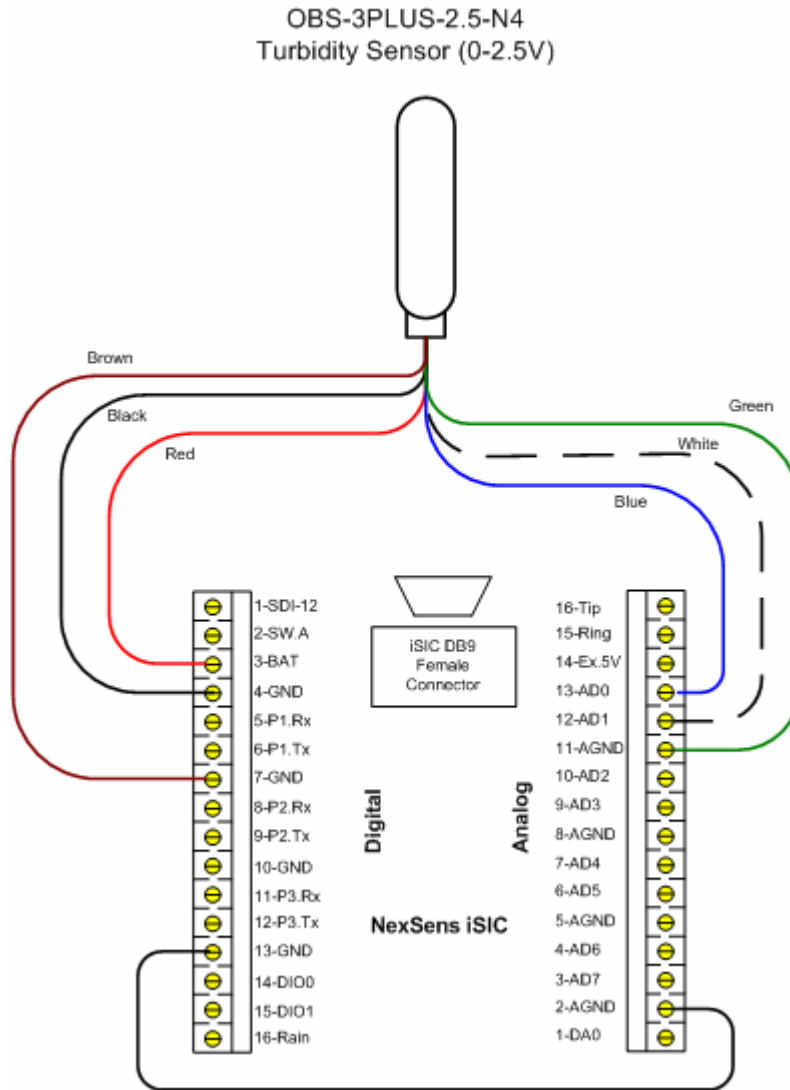 OBS-3PLUS-2.5-N4
Turbidity Sensor (0-2.5V)
Brown
Black
Red
Green
White
Blue
iSIC DB9
Female
Connector
1-SDI-12
2-SW.A
3-BAT
4-GND
5-P1.Rx
6-P1.Tx
7-GND
8-P2.Rx
9-P2.Tx
10-GND
11-P3.Rx
12-P3.Tx
13-GND
14-DIO0
15-DIO1
16-Rain
Digital
Analog
NexSens iSIC
16-Tip
15-Ring
14-Ex.5V
13-AD0
12-AD1
11-AGND
10-AD2
9-AD3
8-AGND
7-AD4
6-AD5
5-AGND
4-AD6
3-AD7
2-AGND
1-DA0